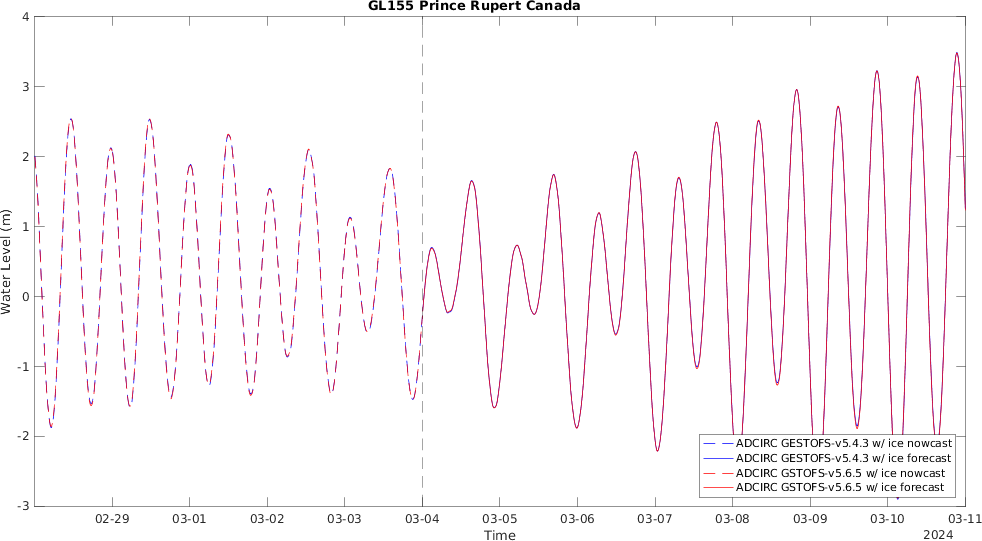 GL155 Prince Rupert Canada
4
3
2
1
0
-1
-2
-3
Water Level (m)
ADCIRC GESTOFS-v5.4.3 w/ ice nowcast
ADCIRC GESTOFS-v5.4.3 w/ ice forecast
ADCIRC GSTOFS-v5.6.5 w/ ice nowcast
ADCIRC GSTOFS-v5.6.5 w/ ice forecast
02-29 03-01 03-02 03-03 03-04 03-05 03-06 03-07 03-08 03-09 03-10 03-11
Time
2024